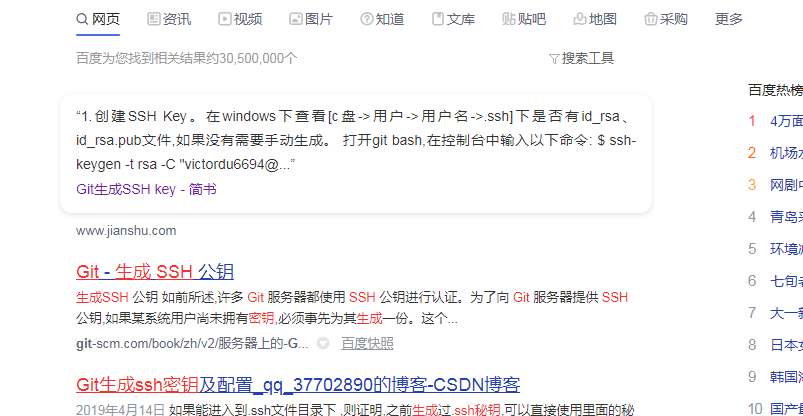 网页 资讯 视频 图片 知道 文库 贴吧 地图 采购 更多
百度为您找到相关结果约30,500,000个 搜索工具
“1.创建SSH Key。在windows下查看[c盘->用户->用户名->.ssh]下是否有id_rsa、
id_rsa.pub文件,如果没有需要手动生成。 打开git bash,在控制台中输入以下命令: $ ssh-
keygen -t rsa -C "victordu6694@...”
Git生成SSH key - 简书
www.jianshu.com
Git - 生成 SSH 公钥
生成SSH 公钥 如前所述,许多 Git 服务器都使用 SSH 公钥进行认证。为了向 Git 服务器提供 SSH
公钥,如果某系统用户尚未拥有密钥,必须事先为其生成一份。这个...
git-scm.com/book/zh/v2/服务器上的-G... 百度快照
Git生成ssh密钥及配置_qq_37702890的博客-CSDN博客
2019年4月14日 如果能进入到.ssh文件目录下 ,则证明,之前生成过.ssh秘钥,可以直接使用里面的秘
百度热榜
1 4万面
2 机场
3 网剧中
4 青岛
5 环境
6 七旬
7 大一新
8 日本女
9 韩国
10 国产